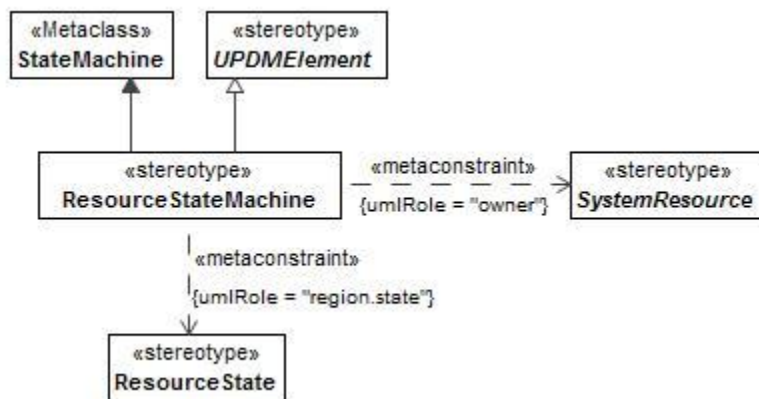 «Metaclass»
StateMachine
«stereotype»
UPDMElement
«stereotype»
ResourceStateMachine
«metaconstraint»
{umlRole = "owner"}
«stereotype»
SystemResource
«metaconstraint»
{umlRole = "region.state"}
«stereotype»
ResourceState